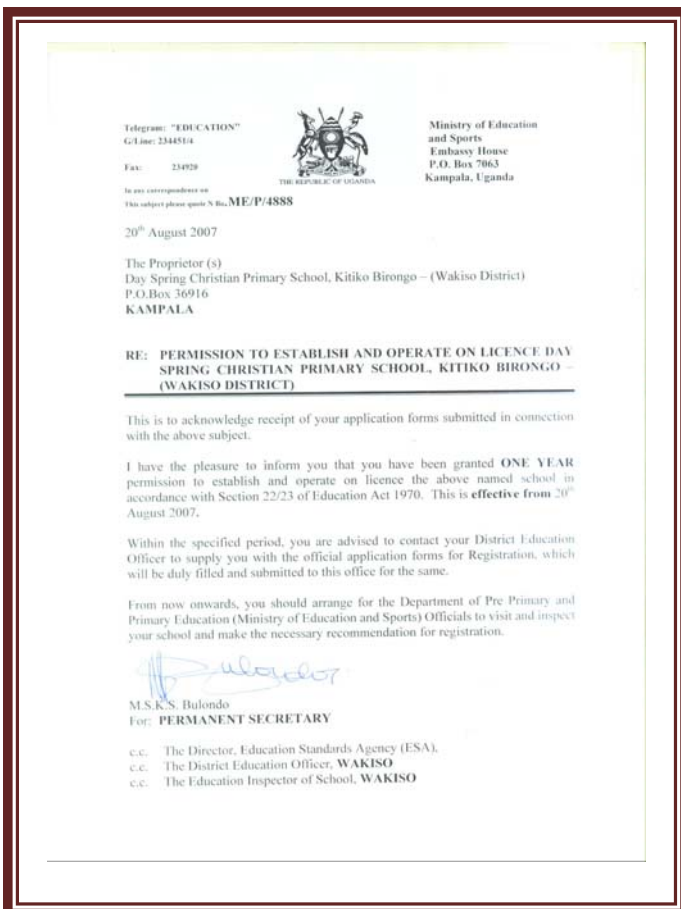 Telegram: "EDUCATION"
G/Line: 234451/4
Fax: 234920
In any correspondence on
This subject please quote N No. ME/P/4888
THE REPUBLIC OF UGANDA
Ministry of Education
and Sports
Embassy House
P.O. Box 7063
Kampala, Uganda
20th August 2007
The Proprietor (s)
Day Spring Christian Primary School, Kitiko Birongo – (Wakiso District)
P.O.Box 36916
KAMPALA
RE: PERMISSION TO ESTABLISH AND OPERATE ON LICENCE DAY
SPRING CHRISTIAN PRIMARY SCHOOL, KITIKO BIRONGO –
(WAKISO DISTRICT)
This is to acknowledge receipt of your application forms submitted in connection
with the above subject.
I have the pleasure to inform you that you have been granted ONE YEAR
permission to establish and operate on licence the above named school in
accordance with Section 22/23 of Education Act 1970. This is effective from 20th
August 2007.
Within the specified period, you are advised to contact your District Education
Officer to supply you with the official application forms for Registration, which
will be duly filled and submitted to this office for the same.
From now onwards, you should arrange for the Department of Pre Primary and
Primary Education (Ministry of Education and Sports) Officials to visit and inspect
your school and make the necessary recommendation for registration.
Bulondo
M.S.K.S. Bulondo
For: PERMANENT SECRETARY
c.c. The Director, Education Standards Agency (ESA),
c.c. The District Education Officer, WAKISO
c.c. The Education Inspector of School, WAKISO